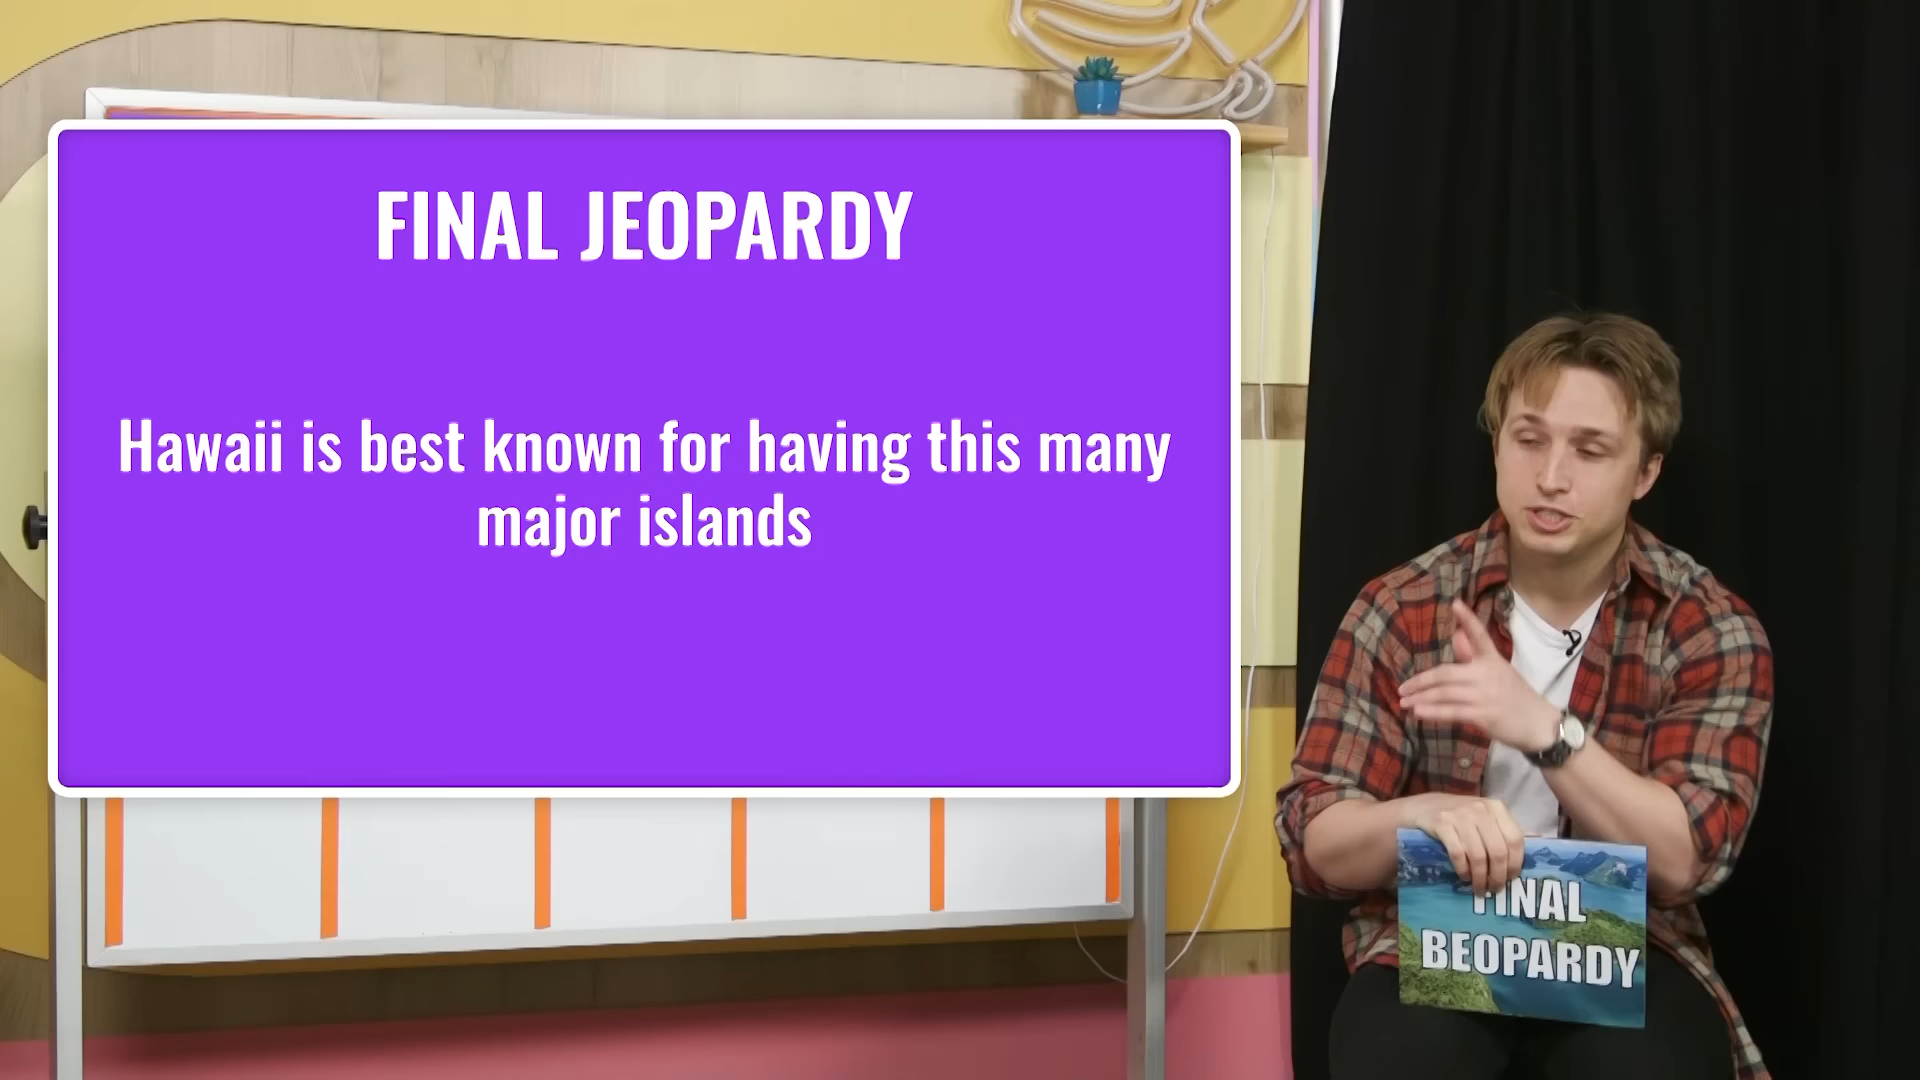 FINAL JEOPARDY
Hawaii is best known for having this many
major islands
FINAL
BEOPARDY